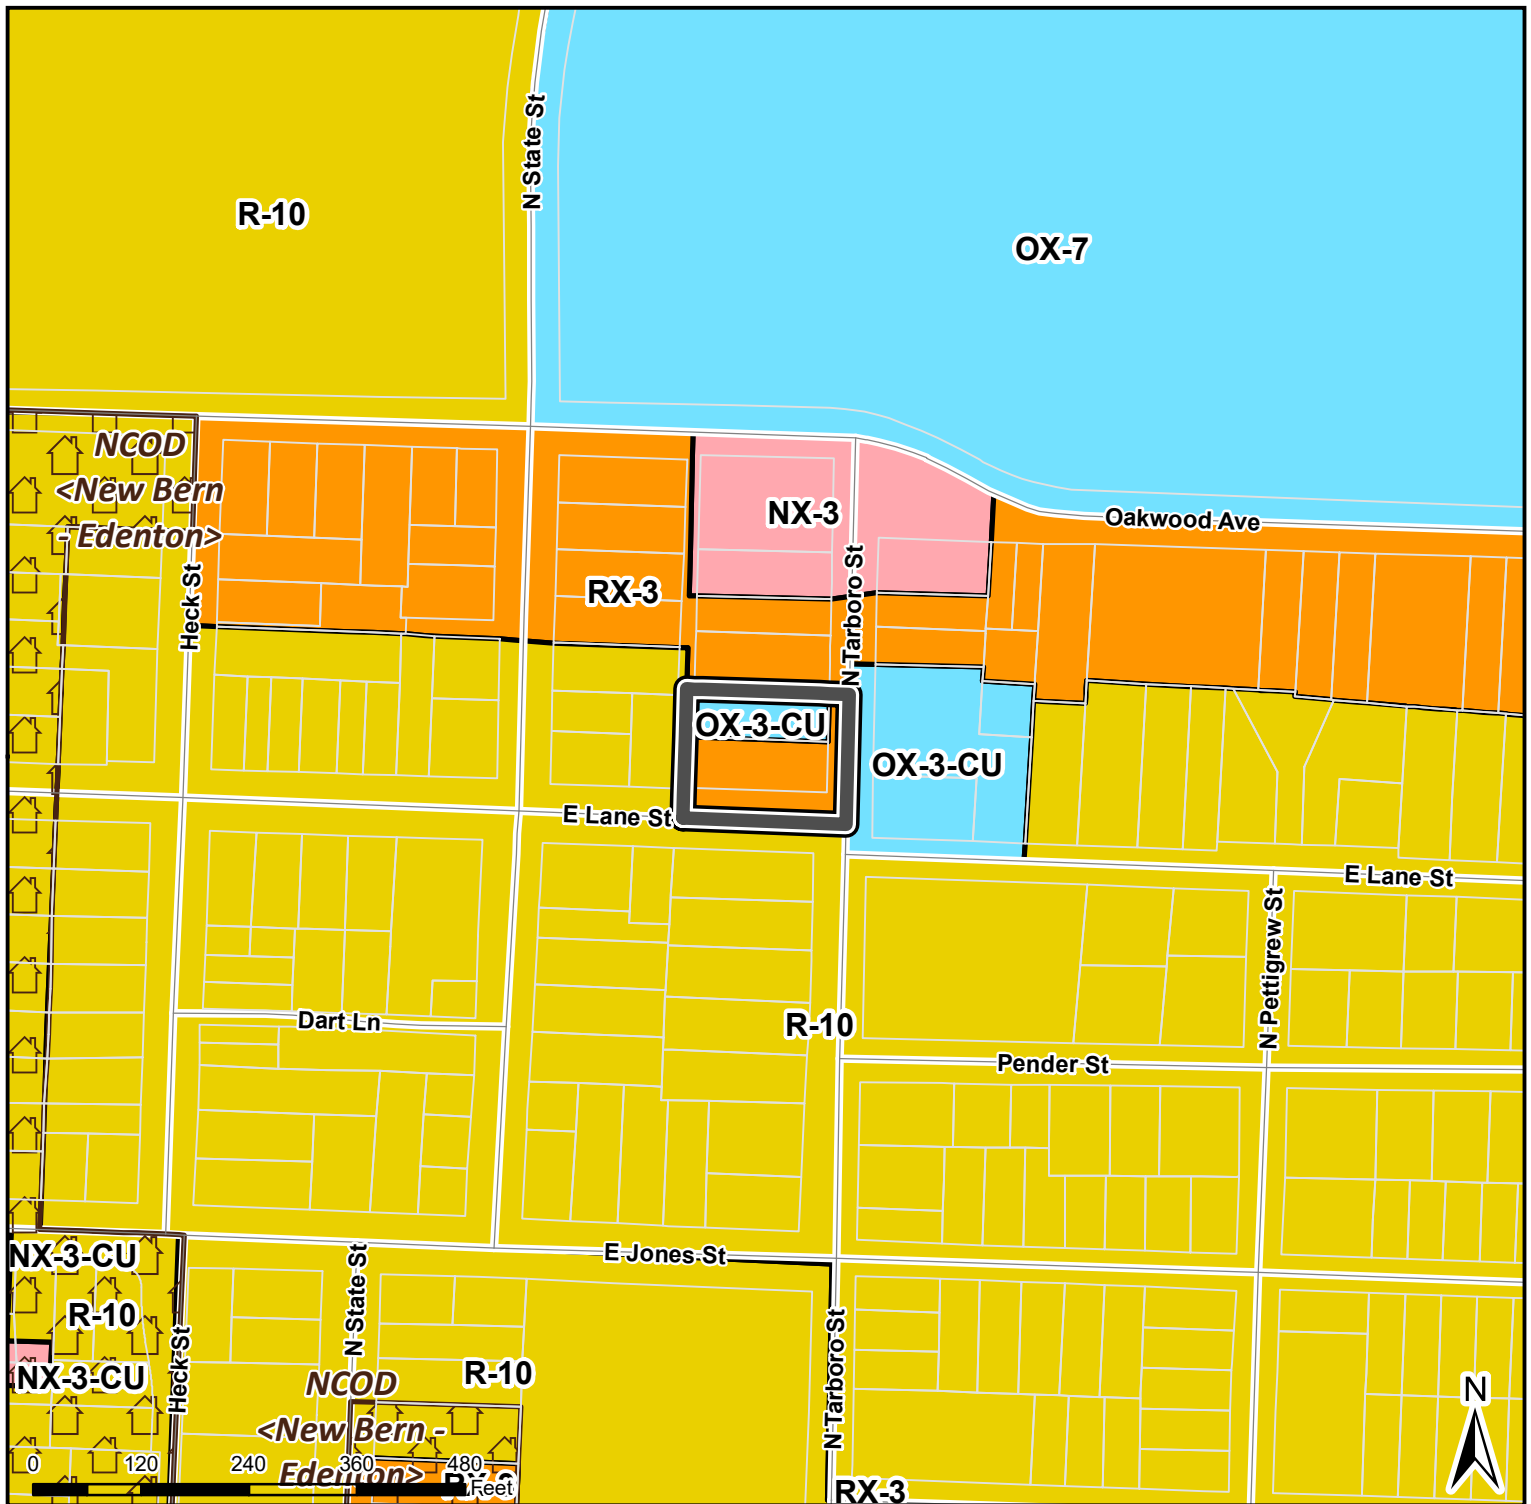 N State St
R-10
OX-7
NCOD
<New Bern
- Edenton>
NX-3
Oakwood Ave
Heck St
RX-3
N Tarboro St
OX-3-CU
OX-3-CU
E Lane St
E Lane St
N Pettigrew St
Dart Ln
R-10
Pender St
NX-3-CU
E Jones St
N State St
R-10
NX-3-CU
Heck St
R-10
N Tarboro St
NCOD
<New Bern -
Edenton>
RX-3
RX-3
N
0 120 240 360 480
Feet